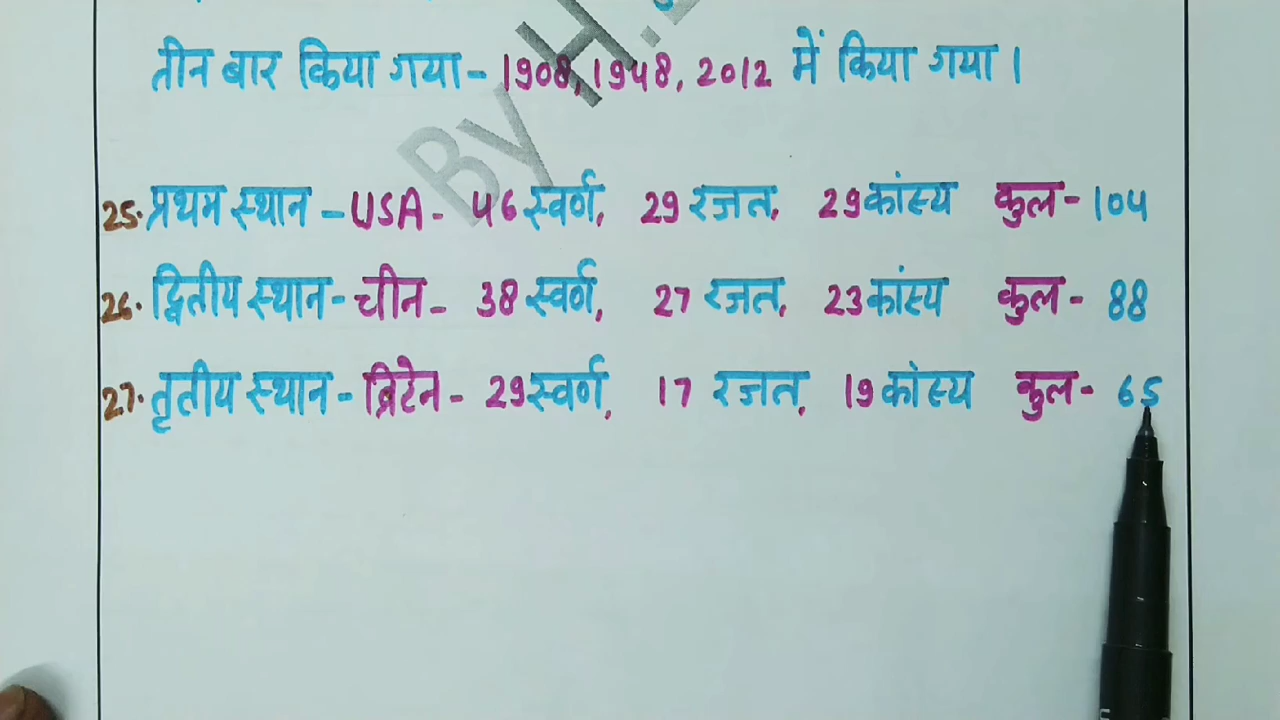 तीन बार किया गया- 1908, 1948, 2012 में किया गया।
By H.
25. प्रथम स्थान - USA - 46 स्वर्ण, 29 रजत, 29 कांस्य कुल - 104
26. द्वितीय स्थान - चीन - 38 स्वर्ण, 27 रजत, 23 कांस्य कुल - 88
27. तृतीय स्थान - ब्रिटेन - 29 स्वर्ण, 17 रजत, 19 कांस्य कुल - 65